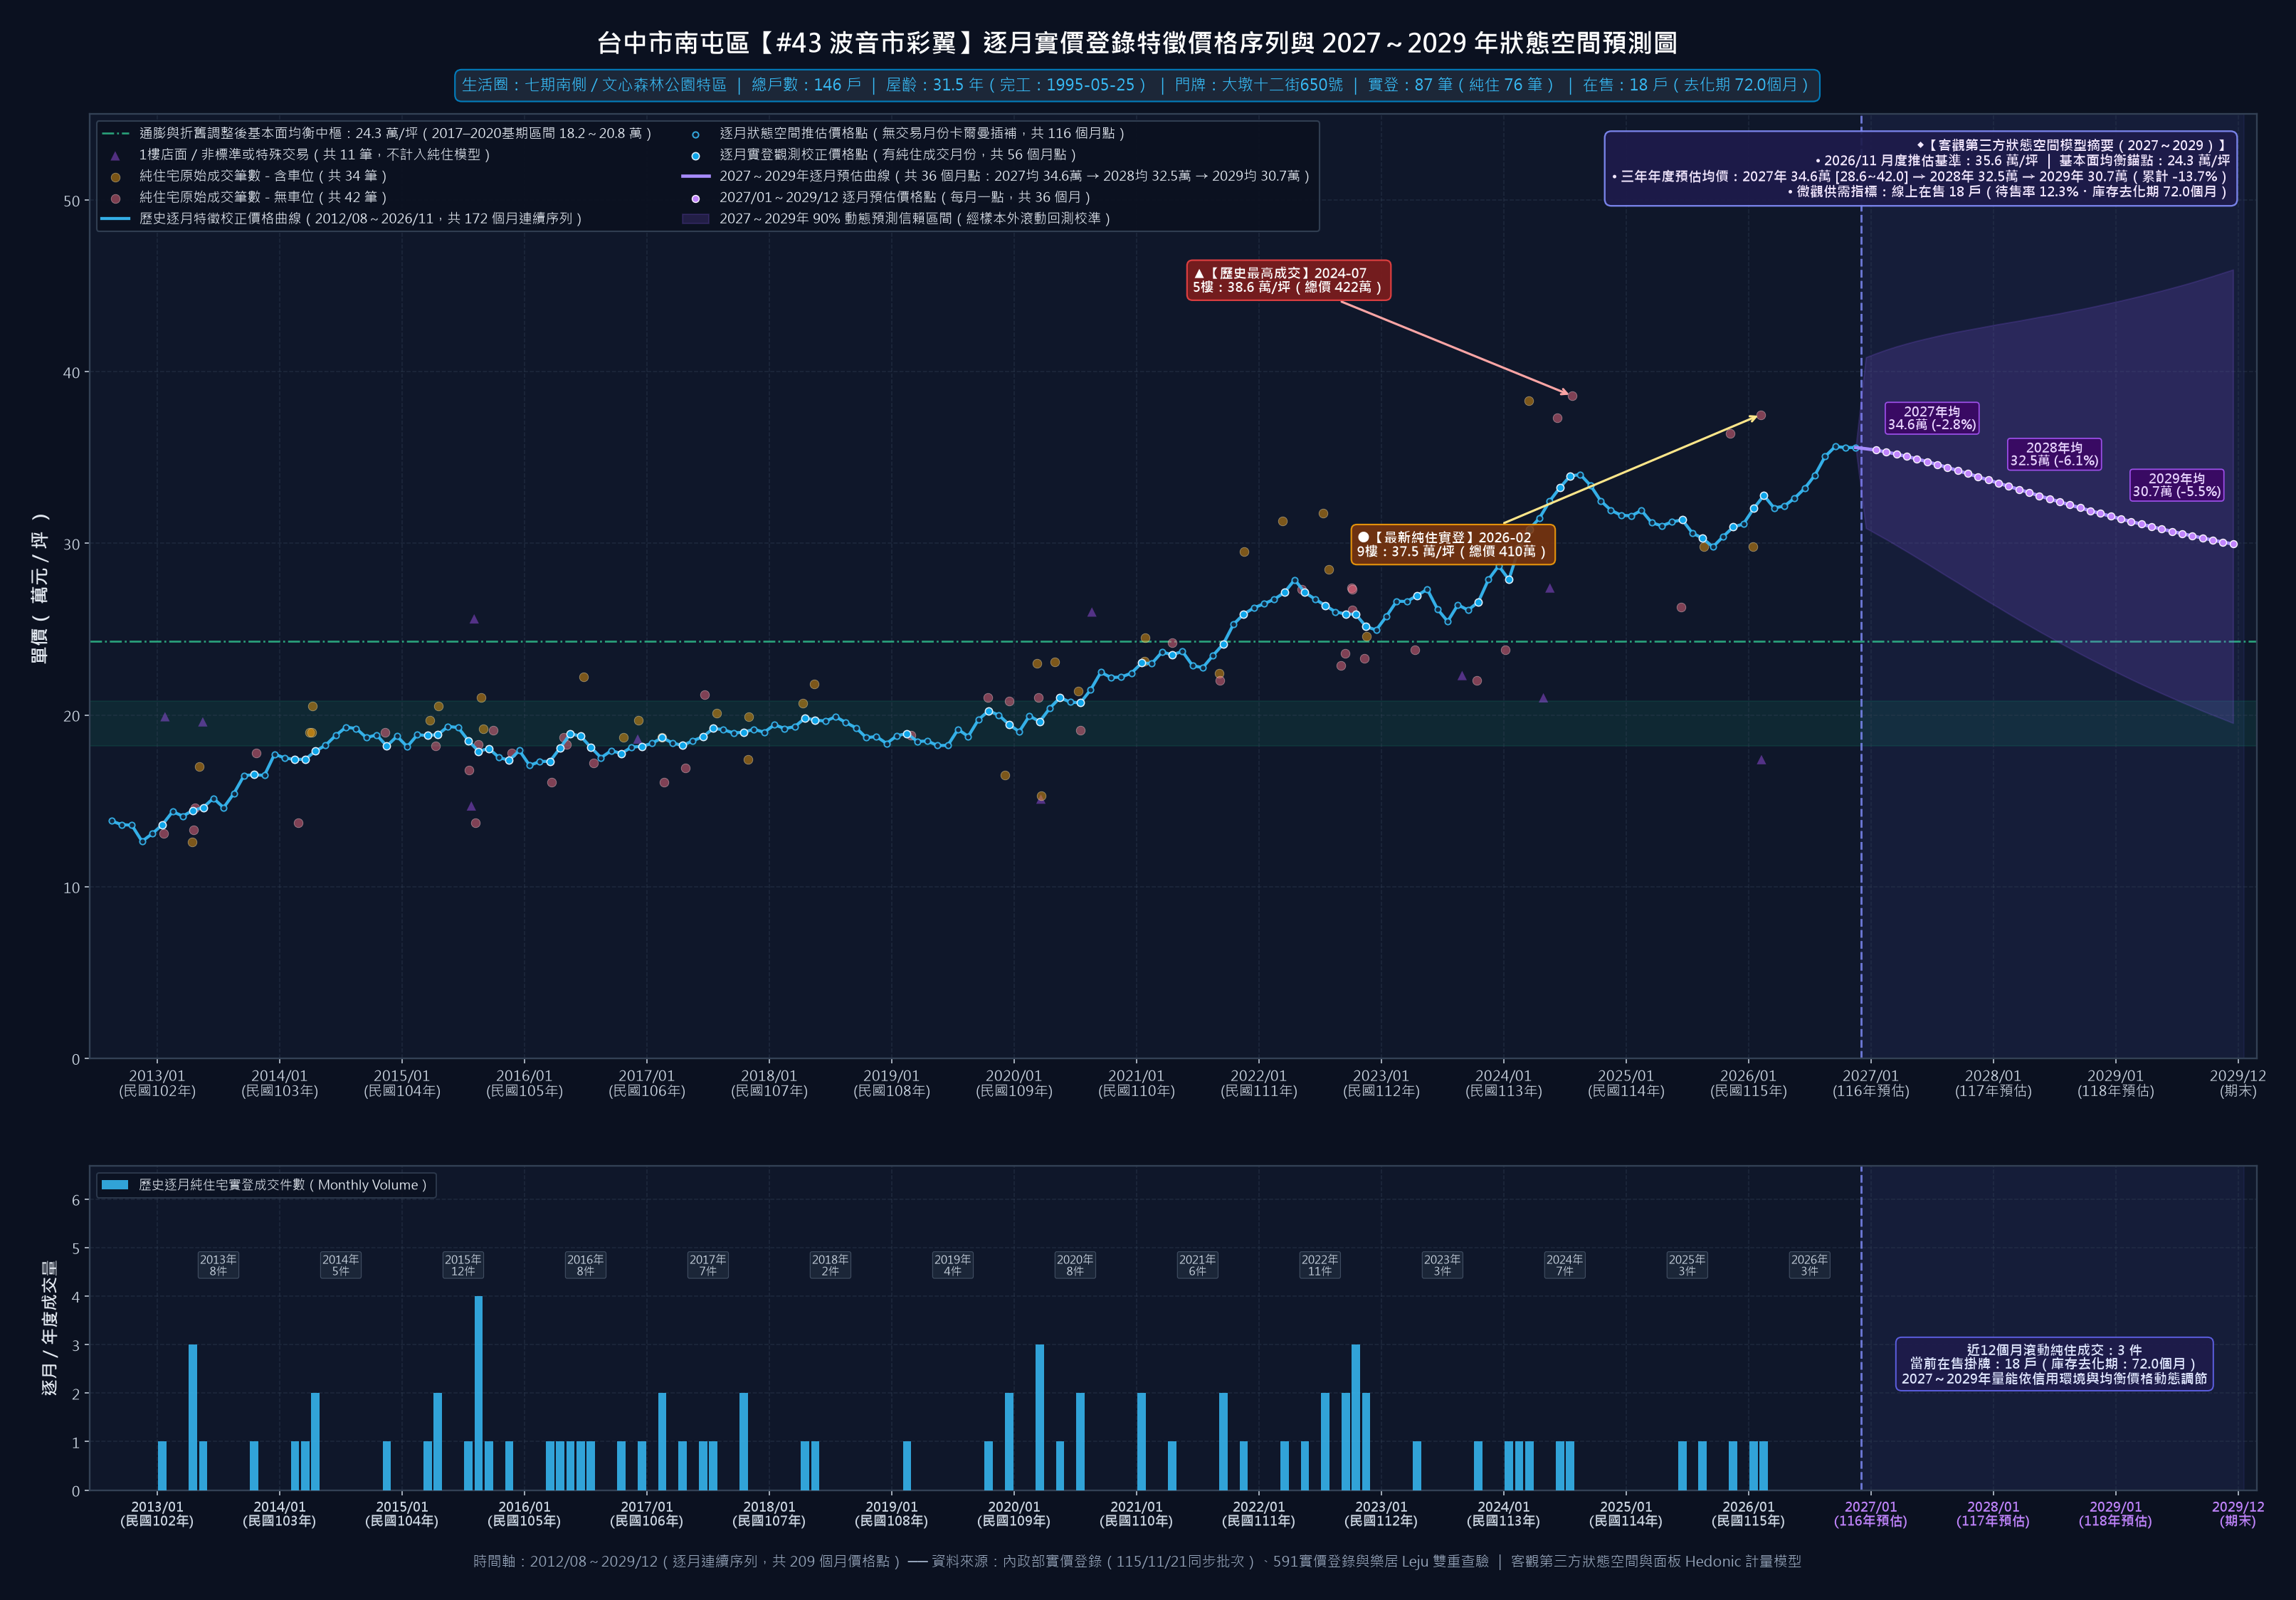 台中市南屯區【#43 波音市彩翼】逐月實價登錄特徵價格序列與 2027～2029 年狀態空間預測圖
生活圈：七期南側 / 文心森林公園特區 ｜ 總戶數：146 戶 ｜ 屋齡：31.5 年（完工：1995-05-25） ｜ 門牌：大墩十二街650號 ｜ 實登：87 筆（純住 76 筆） ｜ 在售：18 戶（去化期 72.0個月）
通膨與折舊調整後基本面均衡中樞：24.3 萬/坪（2017–2020基期區間 18.2～20.8 萬）
1樓店面 / 非標準或特殊交易（共 11 筆，不計入純住模型）
純住宅原始成交筆數 - 含車位（共 34 筆）
純住宅原始成交筆數 - 無車位（共 42 筆）
歷史逐月特徵校正價格曲線（2012/08～2026/11，共 172 個月連續序列）
逐月狀態空間推估價格點（無交易月份卡爾曼插補，共 116 個月點）
逐月實登觀測校正價格點（有純住成交月份，共 56 個月點）
2027～2029年逐月預估曲線（共 36 個月點：2027均 34.6萬 → 2028均 32.5萬 → 2029均 30.7萬）
2027/01～2029/12 逐月預估價格點（每月一點，共 36 個月）
2027～2029年 90% 動態預測信賴區間（經樣本外滾動回測校準）
◆【客觀第三方狀態空間模型摘要（2027～2029）】
• 2026/11 月度推估基準：35.6 萬/坪 ｜ 基本面均衡錨點：24.3 萬/坪
• 三年年度預估均價：2027年 34.6萬 [28.6~42.0] → 2028年 32.5萬 → 2029年 30.7萬（累計 -13.7%）
• 微觀供需指標：線上在售 18 戶（待售率 12.3%．庫存去化期 72.0個月）
▲【歷史最高成交】2024-07
5樓：38.6 萬/坪（總價 422萬）
●【最新純住實登】2026-02
9樓：37.5 萬/坪（總價 410萬）
2027年均
34.6萬 (-2.8%)
2028年均
32.5萬 (-6.1%)
2029年均
30.7萬 (-5.5%)
單價（萬元 / 坪）
50
40
30
20
10
0
2013/01
(民國102年)
2014/01
(民國103年)
2015/01
(民國104年)
2016/01
(民國105年)
2017/01
(民國106年)
2018/01
(民國107年)
2019/01
(民國108年)
2020/01
(民國109年)
2021/01
(民國110年)
2022/01
(民國111年)
2023/01
(民國112年)
2024/01
(民國113年)
2025/01
(民國114年)
2026/01
(民國115年)
2027/01
(116年預估)
2028/01
(117年預估)
2029/01
(118年預估)
2029/12
(期末)
歷史逐月純住宅實登成交件數（Monthly Volume）
逐月 / 年度成交量
6
5
4
3
2
1
0
2013年
8件
2014年
5件
2015年
12件
2016年
8件
2017年
7件
2018年
2件
2019年
4件
2020年
8件
2021年
6件
2022年
11件
2023年
3件
2024年
7件
2025年
3件
2026年
3件
近12個月滾動純住成交：3 件
當前在售掛牌：18 戶（庫存去化期：72.0個月）
2027～2029年量能依信用環境與均衡價格動態調節
2013/01
(民國102年)
2014/01
(民國103年)
2015/01
(民國104年)
2016/01
(民國105年)
2017/01
(民國106年)
2018/01
(民國107年)
2019/01
(民國108年)
2020/01
(民國109年)
2021/01
(民國110年)
2022/01
(民國111年)
2023/01
(民國112年)
2024/01
(民國113年)
2025/01
(民國114年)
2026/01
(民國115年)
2027/01
(116年預估)
2028/01
(117年預估)
2029/01
(118年預估)
2029/12
(期末)
時間軸：2012/08～2029/12（逐月連續序列，共 209 個月價格點） ── 資料來源：內政部實價登錄（115/11/21同步批次）、591實價登錄與樂居 Leju 雙重查驗 ｜ 客觀第三方狀態空間與面板 Hedonic 計量模型